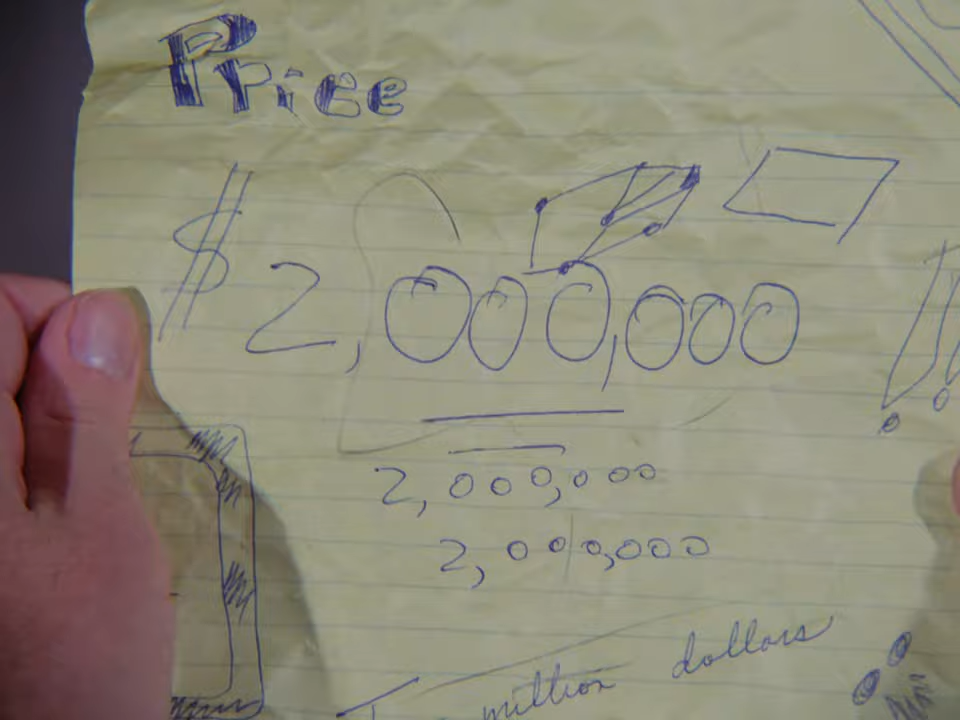 Price
$2,000,000
2,000,000
2,000,000
million dollars